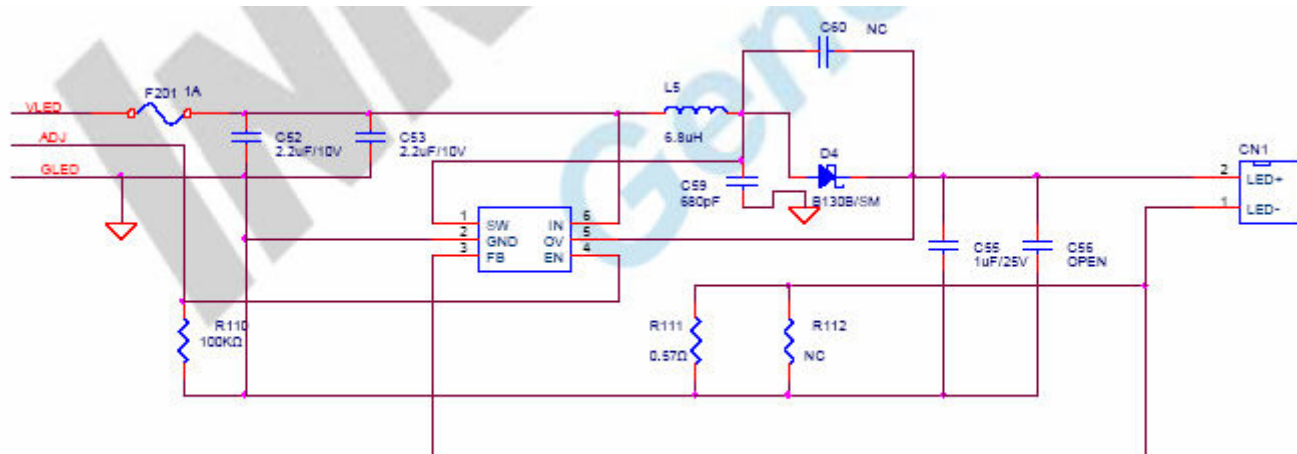 C60 NC
F201 1A
L5
VLED
ADJ
GLED
C52
2.2uF/10V
C53
2.2uF/10V
6.8uH
D4
B130B/SM
C59
680pF
CN1
2 LED+
1 LED-
1 SW IN 6
2 GND OV 5
3 FB EN 4
C55
1uF/25V
C56
OPEN
R110
100KΩ
R111
0.57Ω
R112
NC
Gen